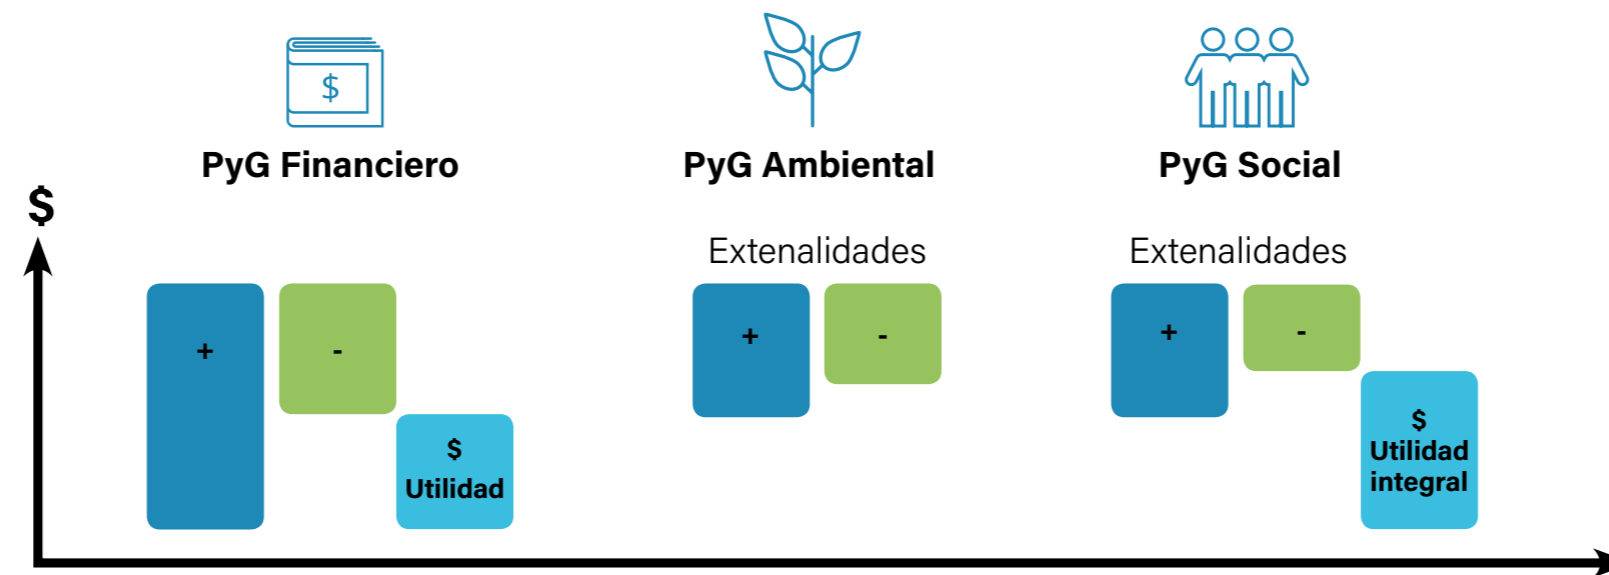 $
PyG Financiero
PyG Ambiental
PyG Social
$
Extenalidades
Extenalidades
+
-
+
-
+
-
$
Utilidad
$
Utilidad
integral